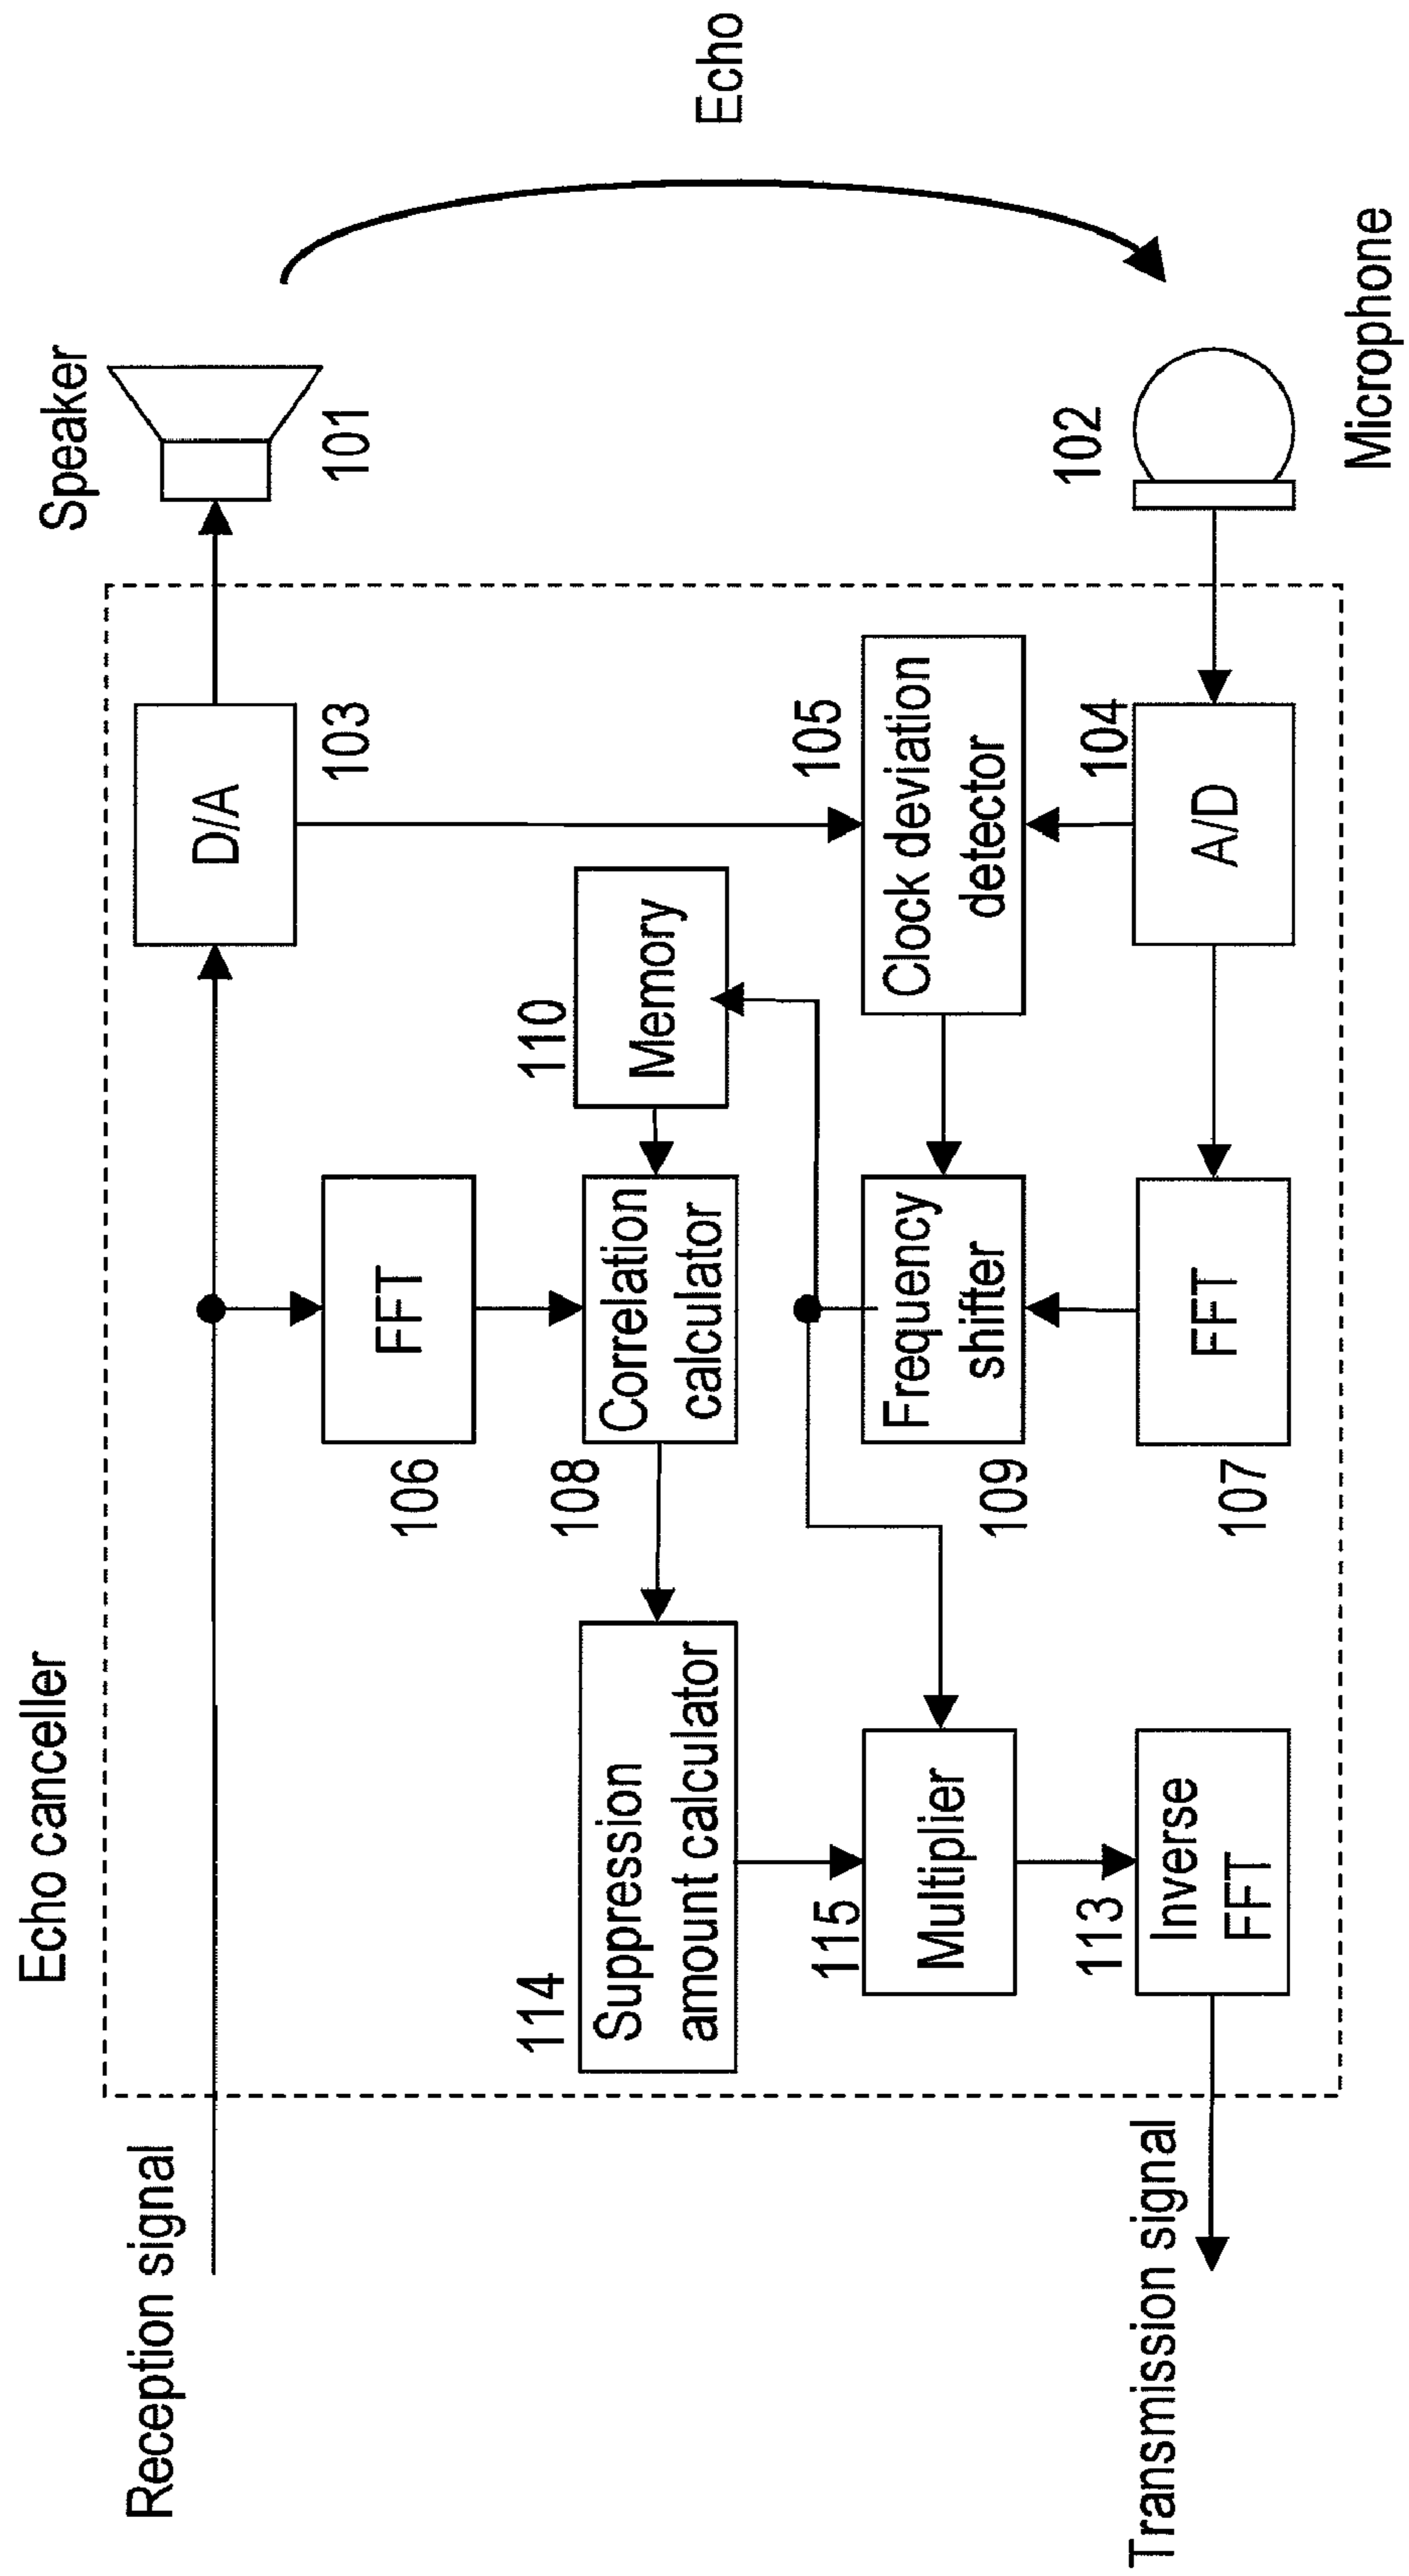 Echo canceller
Reception signal
Speaker
101
D/A
103
FFT
106
110
Memory
108
Correlation
calculator
114
Suppression
amount calculator
105
Clock deviation
detector
Frequency
shifter
109
115
Multiplier
102
Microphone
104
A/D
FFT
107
113
Inverse
FFT
Transmission signal
Echo